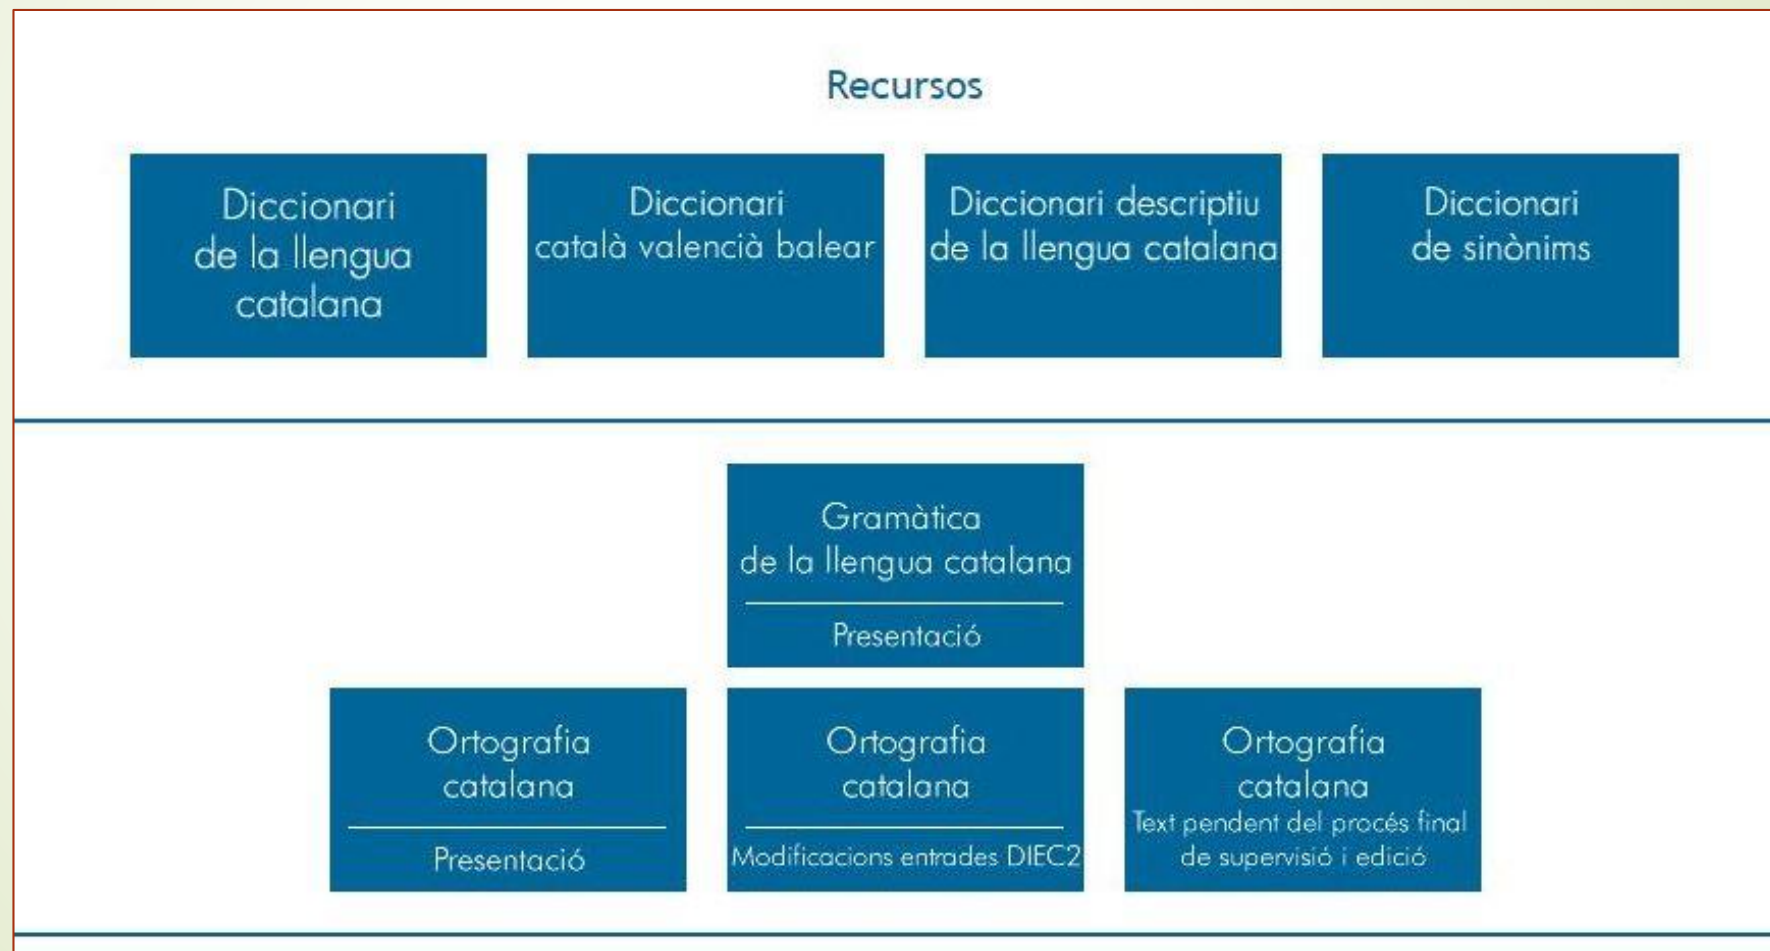 Recursos
Diccionari
de la llengua
catalana
Diccionari
català valencià balear
Diccionari descriptiu
de la llengua catalana
Diccionari
de sinònims
Gramàtica
de la llengua catalana
Presentació
Ortografia
catalana
Presentació
Ortografia
catalana
Modificacions entrades DIEC2
Ortografia
catalana
Text pendent del procés final
de supervisió i edició